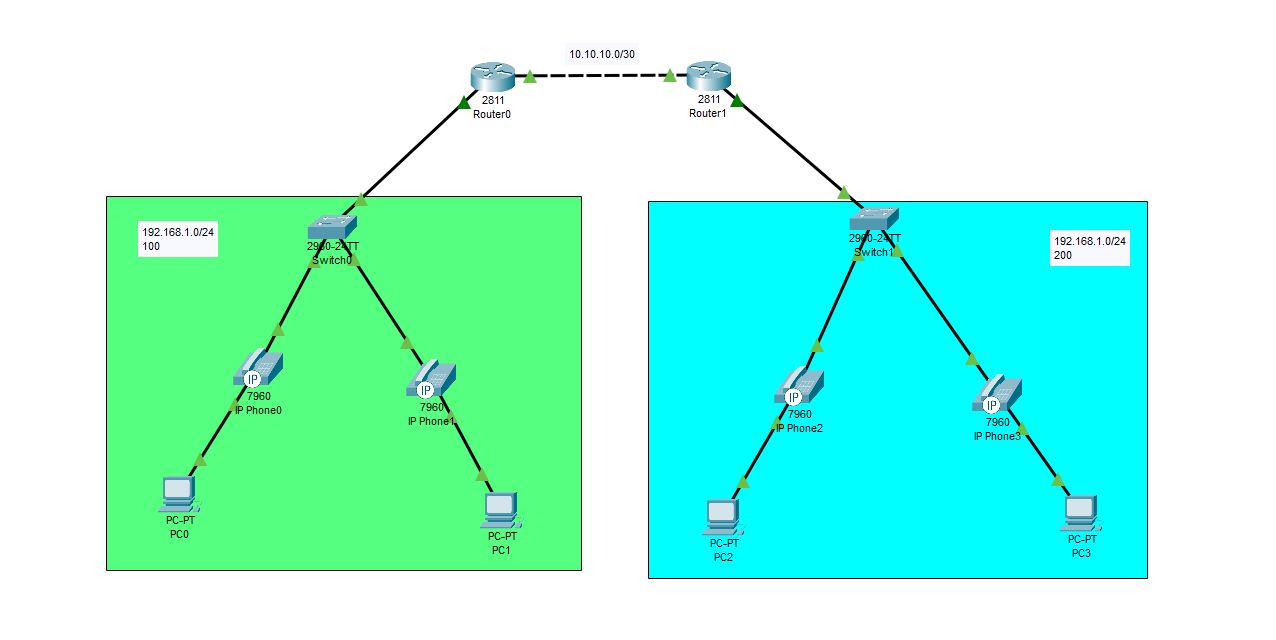 10.10.10.0/30
2811
Router0
2811
Router1
192.168.1.0/24
100
2960-24TT
Switch0
2960-24TT
Switch1
192.168.1.0/24
200
IP
7960
IP Phone0
IP
7960
IP Phone1
IP
7960
IP Phone2
IP
7960
IP Phone3
PC-PT
PC0
PC-PT
PC1
PC-PT
PC2
PC-PT
PC3